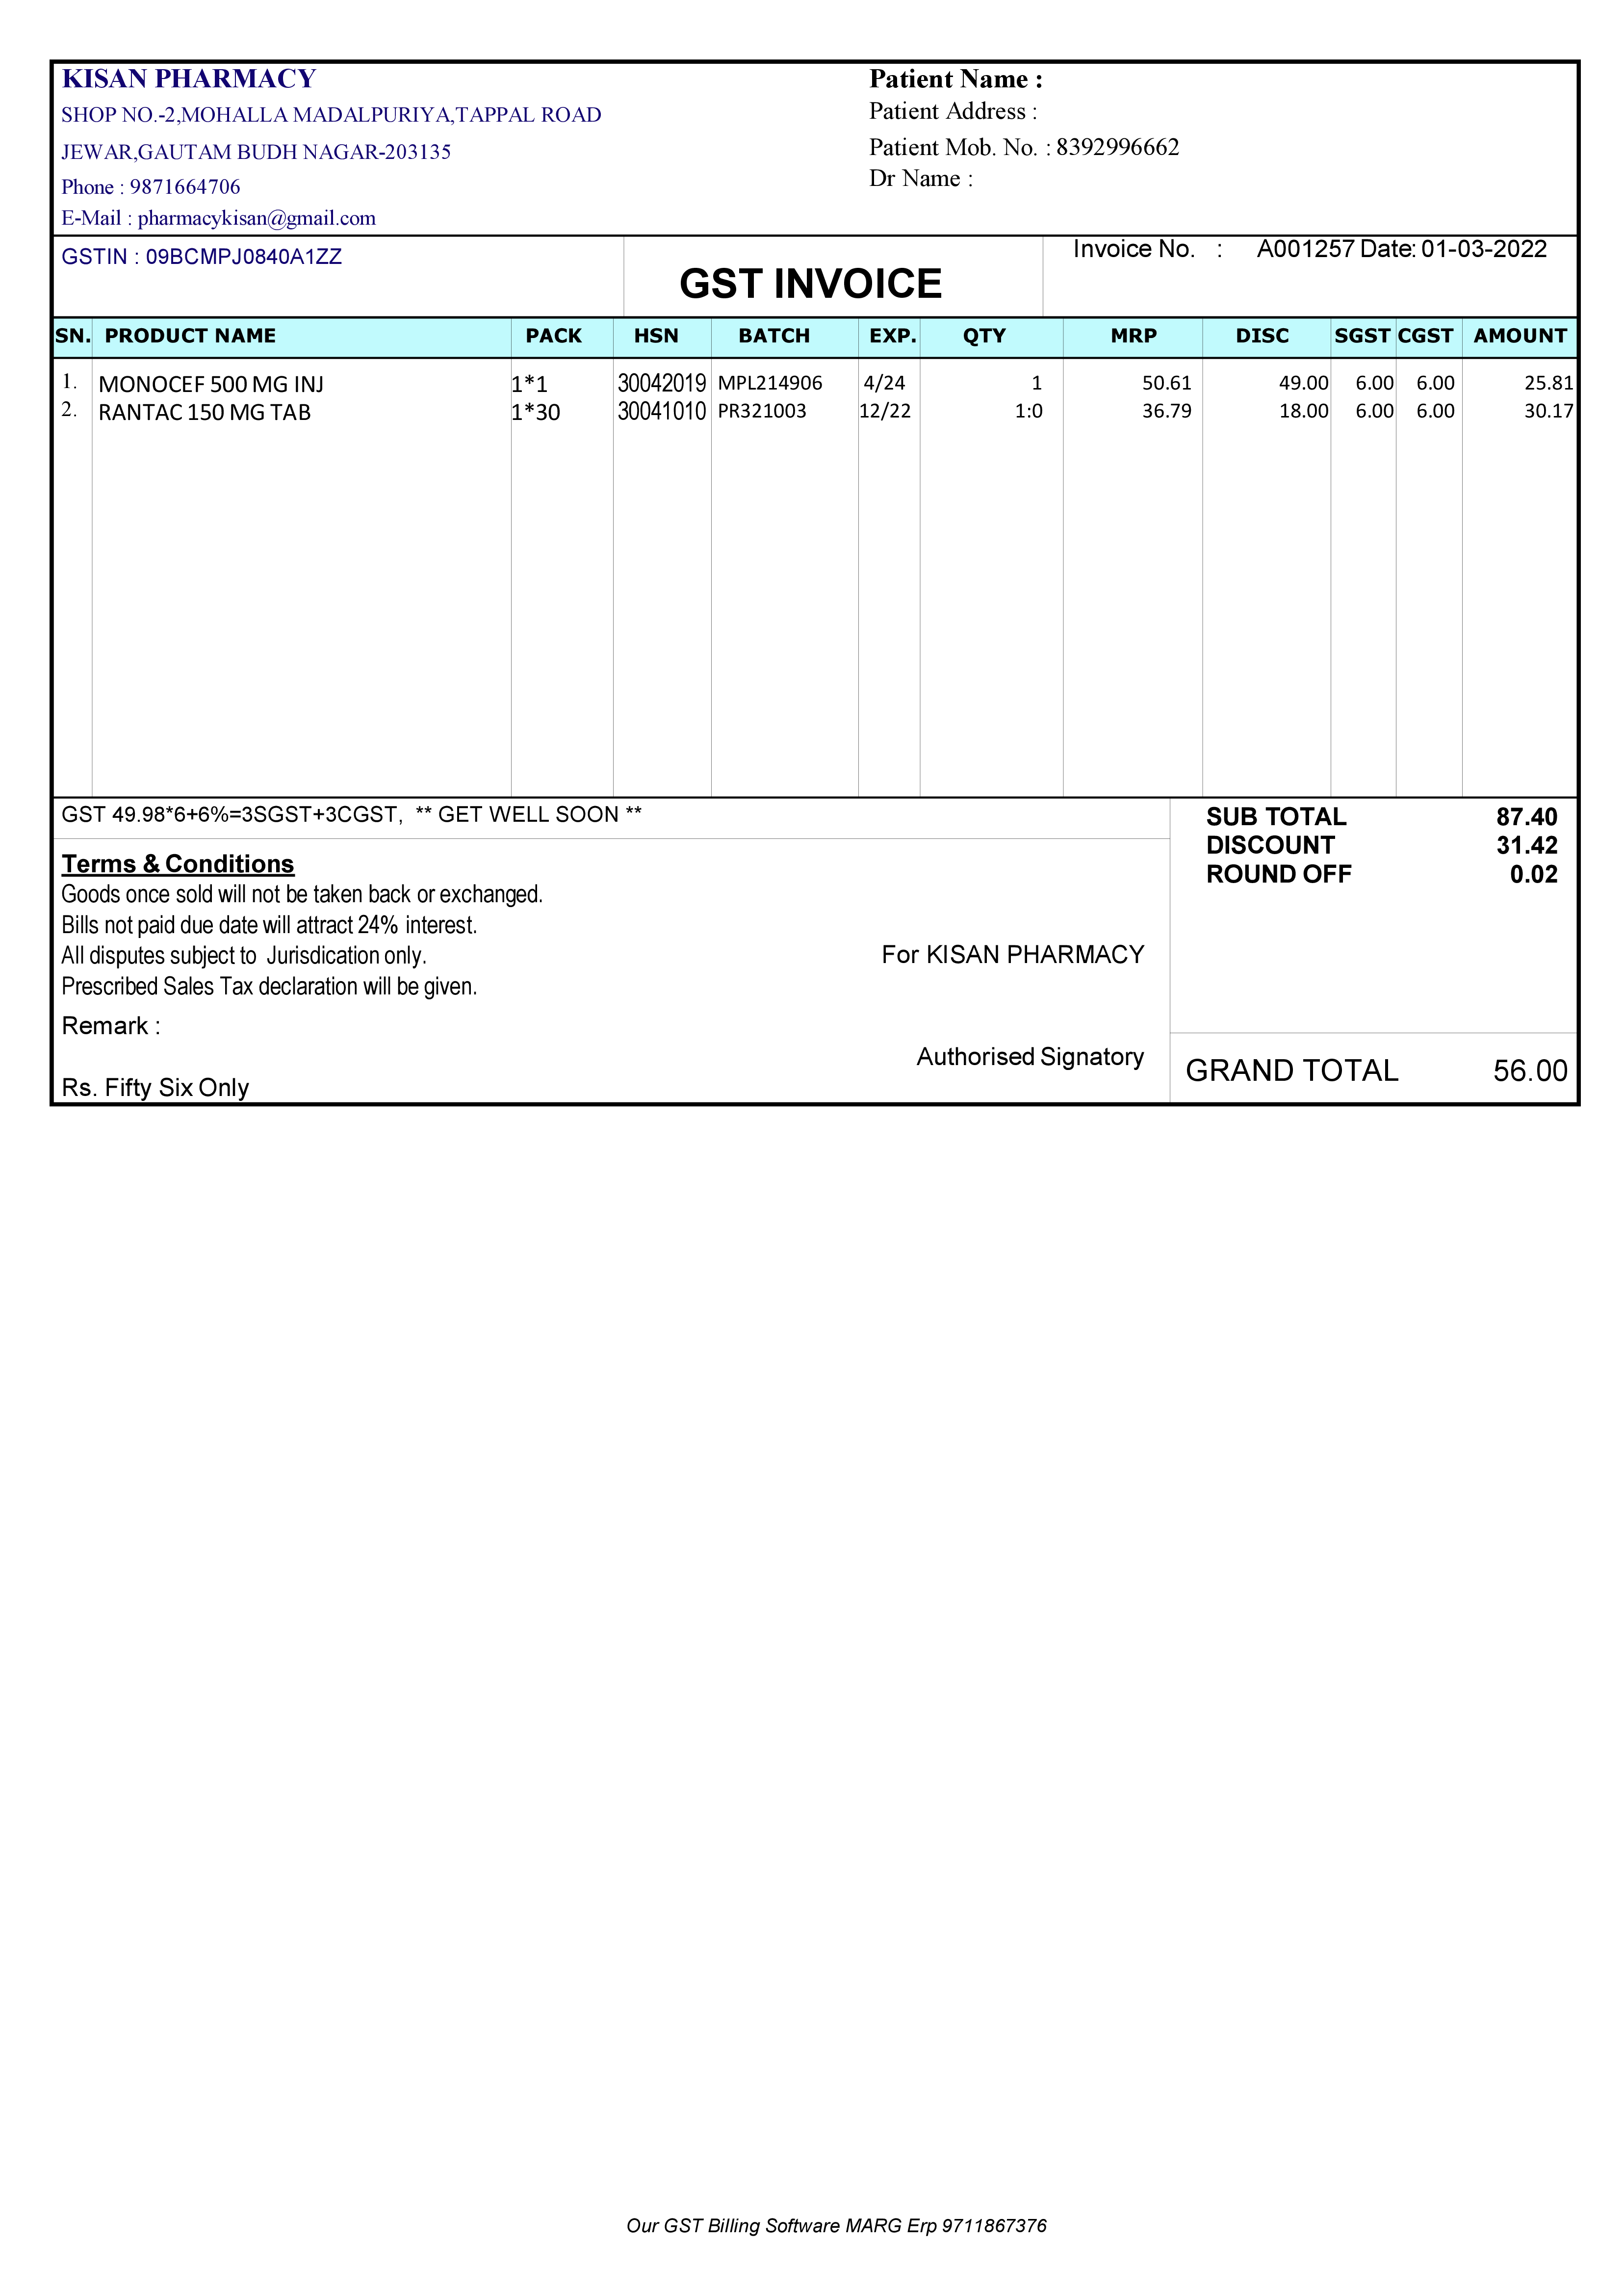 KISAN PHARMACY
SHOP NO.-2,MOHALLA MADALPURIYA,TAPPAL ROAD
JEWAR,GAUTAM BUDH NAGAR-203135
Phone : 9871664706
E-Mail : pharmacykisan@gmail.com
Patient Name :
Patient Address :
Patient Mob. No. : 8392996662
Dr Name :
GSTIN : 09BCMPJ0840A1ZZ
GST INVOICE
Invoice No. : A001257 Date: 01-03-2022
SN. PRODUCT NAME PACK HSN BATCH EXP. QTY MRP DISC SGST CGST AMOUNT
1. MONOCEF 500 MG INJ 1*1 30042019 MPL214906 4/24 1 50.61 49.00 6.00 6.00 25.81
2. RANTAC 150 MG TAB 1*30 30041010 PR321003 12/22 1:0 36.79 18.00 6.00 6.00 30.17
GST 49.98*6+6%=3SGST+3CGST, ** GET WELL SOON **
Terms & Conditions
Goods once sold will not be taken back or exchanged.
Bills not paid due date will attract 24% interest.
All disputes subject to Jurisdication only.
Prescribed Sales Tax declaration will be given.
Remark :
Rs. Fifty Six Only
For KISAN PHARMACY
Authorised Signatory
SUB TOTAL 87.40
DISCOUNT 31.42
ROUND OFF 0.02
GRAND TOTAL 56.00
Our GST Billing Software MARG Erp 9711867376